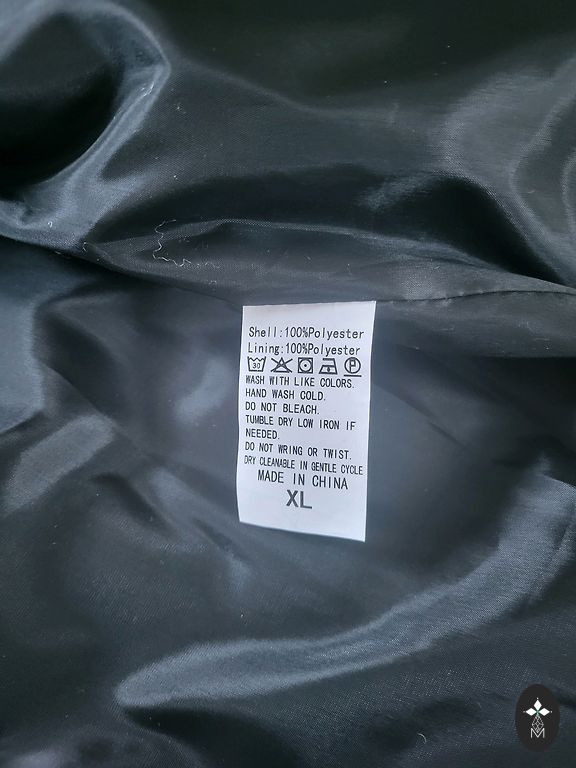 Shell:100%Polyester
Lining:100%Polyester
30 P
WASH WITH LIKE COLORS.
HAND WASH COLD.
DO NOT BLEACH.
TUMBLE DRY LOW IRON IF
NEEDED.
DO NOT WRING OR TWIST.
DRY CLEANABLE IN GENTLE CYCLE
MADE IN CHINA
XL
M